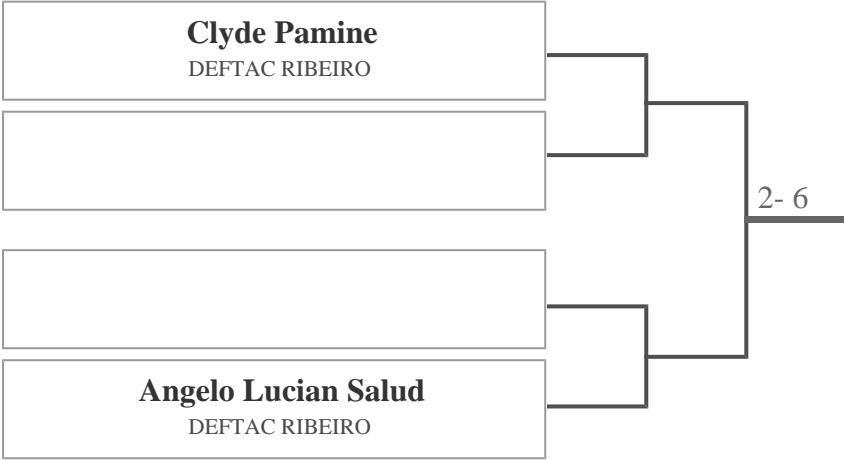 Clyde Pamine
DEFTAC RIBEIRO
2- 6
Angelo Lucian Salud
DEFTAC RIBEIRO